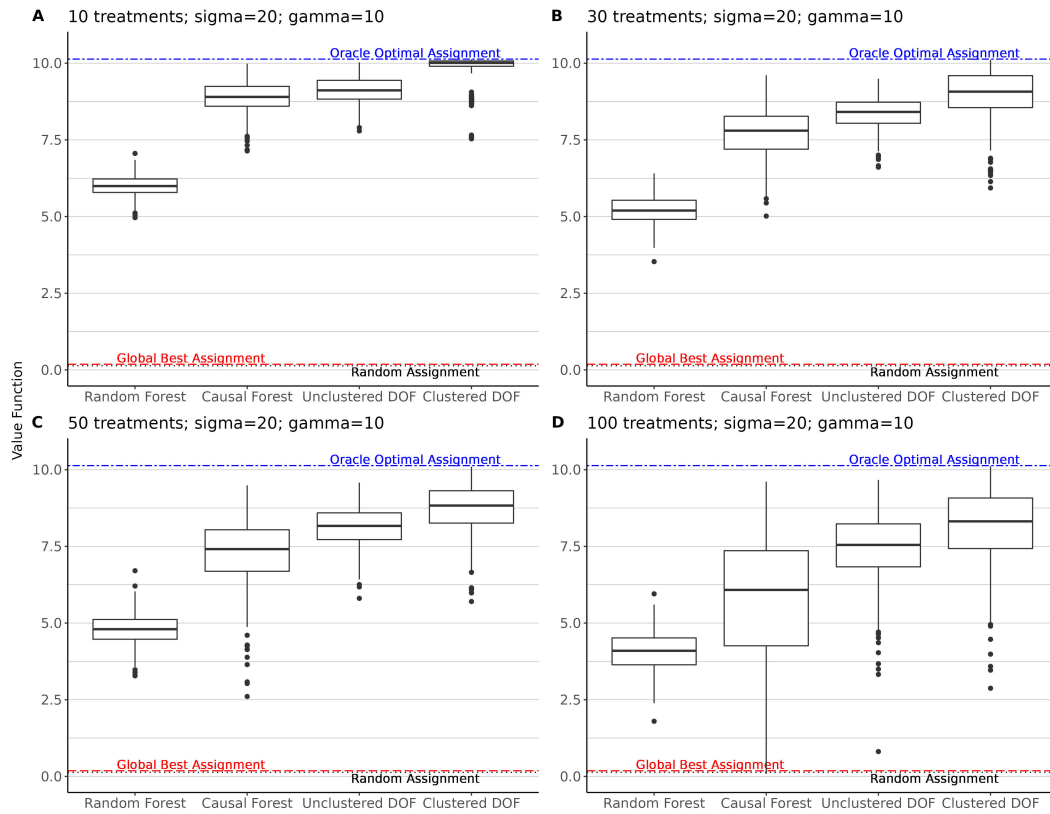 Value Function
A 10 treatments; sigma=20; gamma=10
10.0
7.5
5.0
2.5
0.0
Oracle Optimal Assignment
Global Best Assignment
Random Assignment
Random Forest Causal Forest Unclustered DOF Clustered DOF
B 30 treatments; sigma=20; gamma=10
10.0
7.5
5.0
2.5
0.0
Oracle Optimal Assignment
Global Best Assignment
Random Assignment
Random Forest Causal Forest Unclustered DOF Clustered DOF
C 50 treatments; sigma=20; gamma=10
10.0
7.5
5.0
2.5
0.0
Oracle Optimal Assignment
Global Best Assignment
Random Assignment
Random Forest Causal Forest Unclustered DOF Clustered DOF
D 100 treatments; sigma=20; gamma=10
10.0
7.5
5.0
2.5
0.0
Oracle Optimal Assignment
Global Best Assignment
Random Assignment
Random Forest Causal Forest Unclustered DOF Clustered DOF